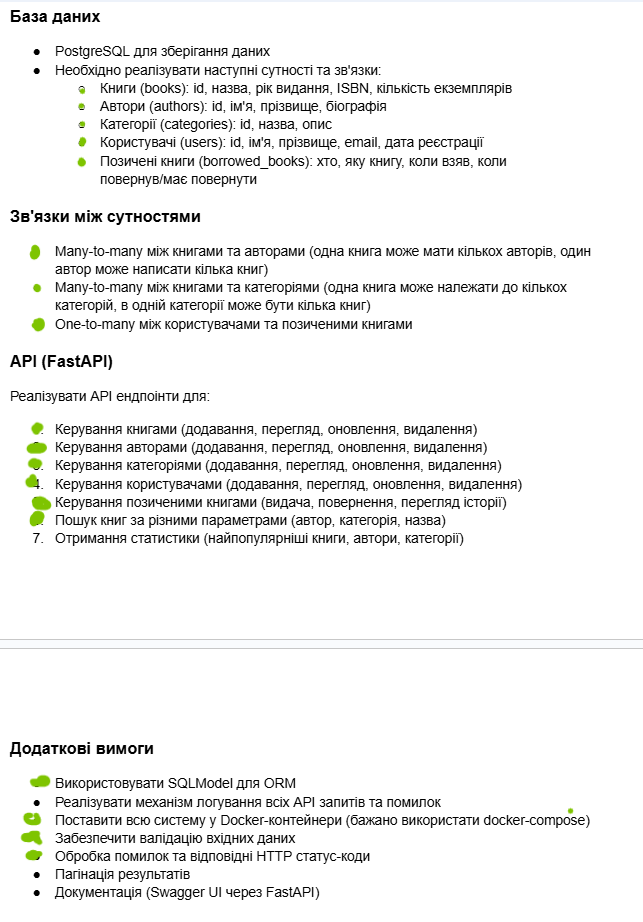 База даних
● PostgreSQL для зберігання даних
● Необхідно реалізувати наступні сутності та зв'язки:
Книги (books): id, назва, рік видання, ISBN, кількість екземплярів
Автори (authors): id, ім'я, прізвище, біографія
Категорії (categories): id, назва, опис
Користувачі (users): id, ім'я, прізвище, email, дата реєстрації
Позичені книги (borrowed_books): хто, яку книгу, коли взяв, коли
повернув/має повернути
Зв'язки між сутностями
Many-to-many між книгами та авторами (одна книга може мати кількох авторів, один
автор може написати кілька книг)
Many-to-many між книгами та категоріями (одна книга може належати до кількох
категорій, в одній категорії може бути кілька книг)
One-to-many між користувачами та позиченими книгами
API (FastAPI)
Реалізувати API ендпоінти для:
Керування книгами (додавання, перегляд, оновлення, видалення)
Керування авторами (додавання, перегляд, оновлення, видалення)
Керування категоріями (додавання, перегляд, оновлення, видалення)
4. Керування користувачами (додавання, перегляд, оновлення, видалення)
Керування позиченими книгами (видача, повернення, перегляд історії)
Пошук книг за різними параметрами (автор, категорія, назва)
7. Отримання статистики (найпопулярніші книги, автори, категорії)
Додаткові вимоги
Використовувати SQLModel для ORM
● Реалізувати механізм логування всіх API запитів та помилок
Поставити всю систему у Docker-контейнери (бажано використати docker-compose)
Забезпечити валідацію вхідних даних
Обробка помилок та відповідні HTTP статус-коди
● Пагінація результатів
● Документація (Swagger UI через FastAPI)